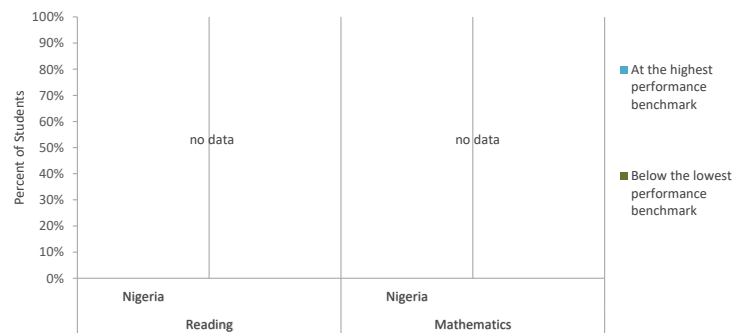 100%
90%
80%
70%
60%
50%
40%
30%
20%
10%
0%
Percent of Students
no data
no data
Nigeria
Nigeria
Reading
Mathematics
At the highest
performance
benchmark
Below the lowest
performance
benchmark